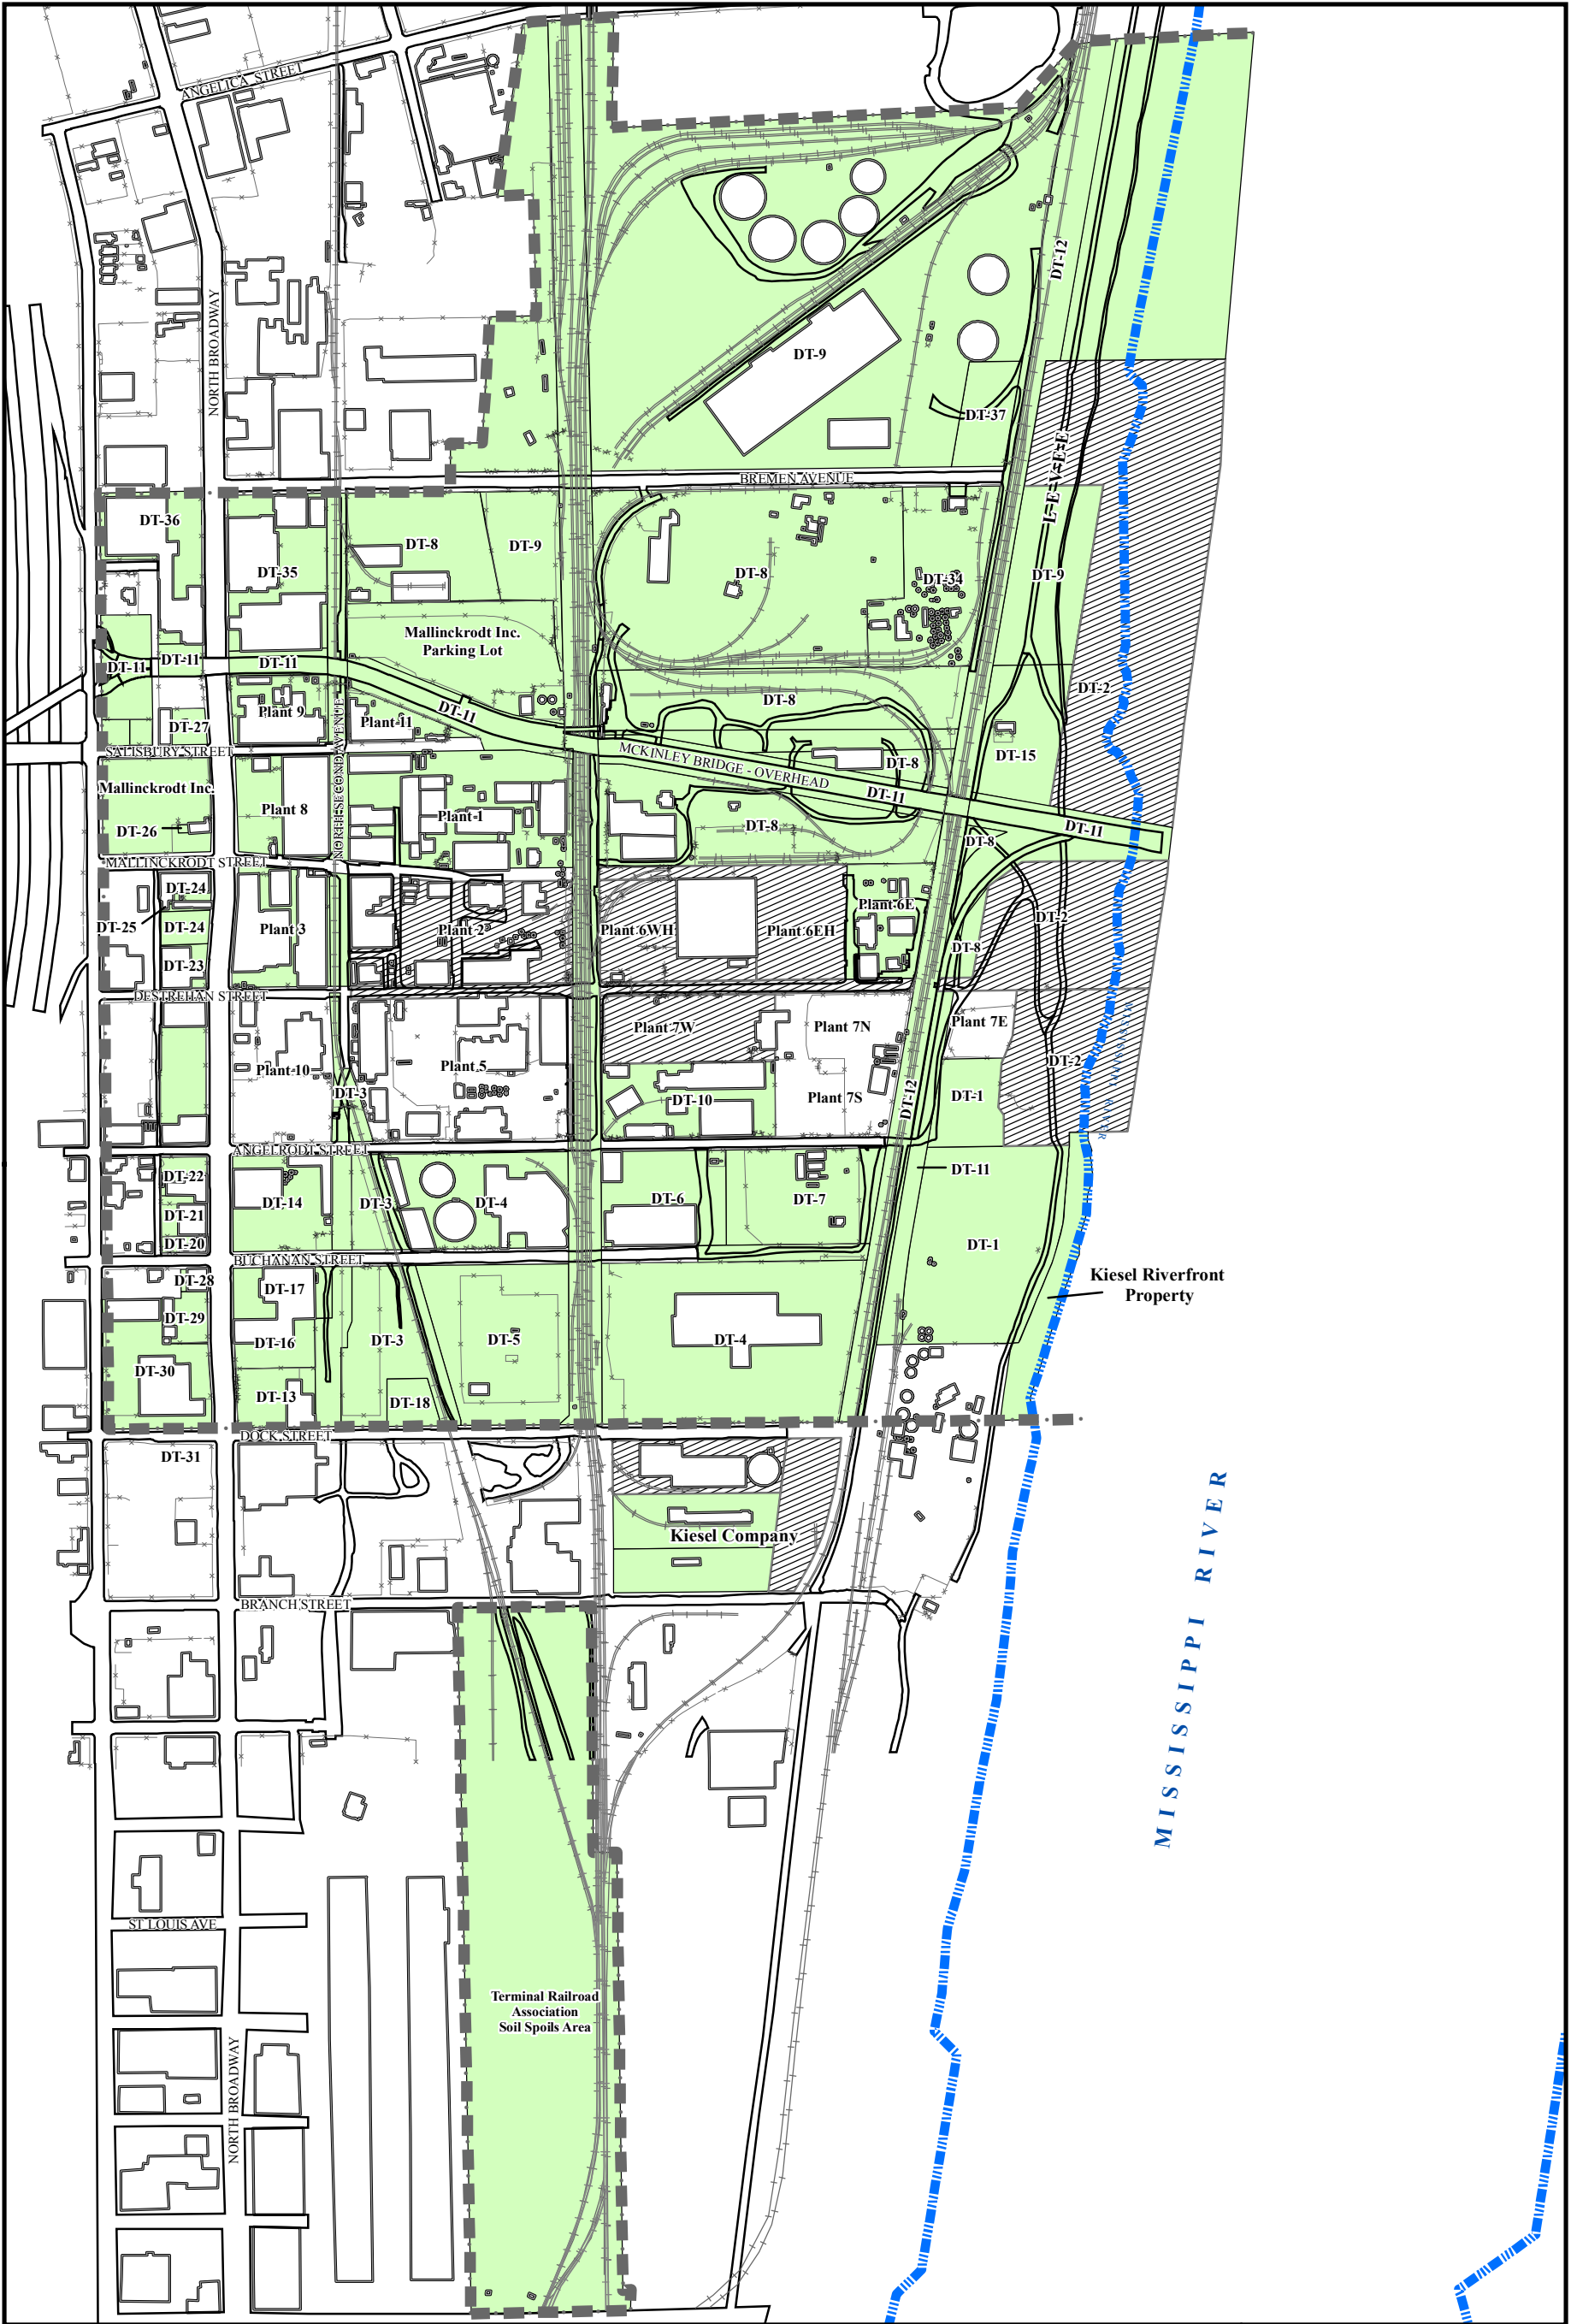 ANGELICA STREET
NORTH BROADWAY
DT-12
DT-9
DT-37
L-E-V-E-E
BREMEN AVENUE
DT-36
DT-35
DT-8
DT-9
DT-8
DT-34
DT-9
Mallinckrodt Inc.
Parking Lot
DT-11
DT-11
DT-11
DT-11
DT-8
DT-2
Plant 9
Plant 11
DT-27
SALISBURY STREET
NORTH SECOND AVENUE
MCKINLEY BRIDGE - OVERHEAD
DT-8
DT-15
Mallinckrodt Inc.
DT-26
Plant 8
Plant 1
DT-11
DT-8
DT-11
DT-8
MALLINCKRODT STREET
DT-24
DT-25
DT-24
DT-23
Plant 3
Plant 2
Plant 6WH
Plant 6EH
Plant 6E
DT-2
DT-8
DESTREHAN STREET
Plant 7W
Plant 7N
Plant 7E
MISSISSIPPI RIVER
Plant 10
DT-3
Plant 5
DT-10
Plant 7S
DT-12
DT-1
DT-2
ANGELRODT STREET
DT-22
DT-21
DT-20
DT-14
DT-3
DT-4
DT-6
DT-7
DT-11
DT-1
BUCHANAN STREET
Kiesel Riverfront
Property
DT-28
DT-29
DT-30
DT-17
DT-16
DT-13
DT-3
DT-18
DT-5
DT-4
DOCK STREET
DT-31
Kiesel Company
MISSISSIPPI RIVER
BRANCH STREET
ST LOUIS AVE
Terminal Railroad
Association
Soil Spoils Area
NORTH BROADWAY